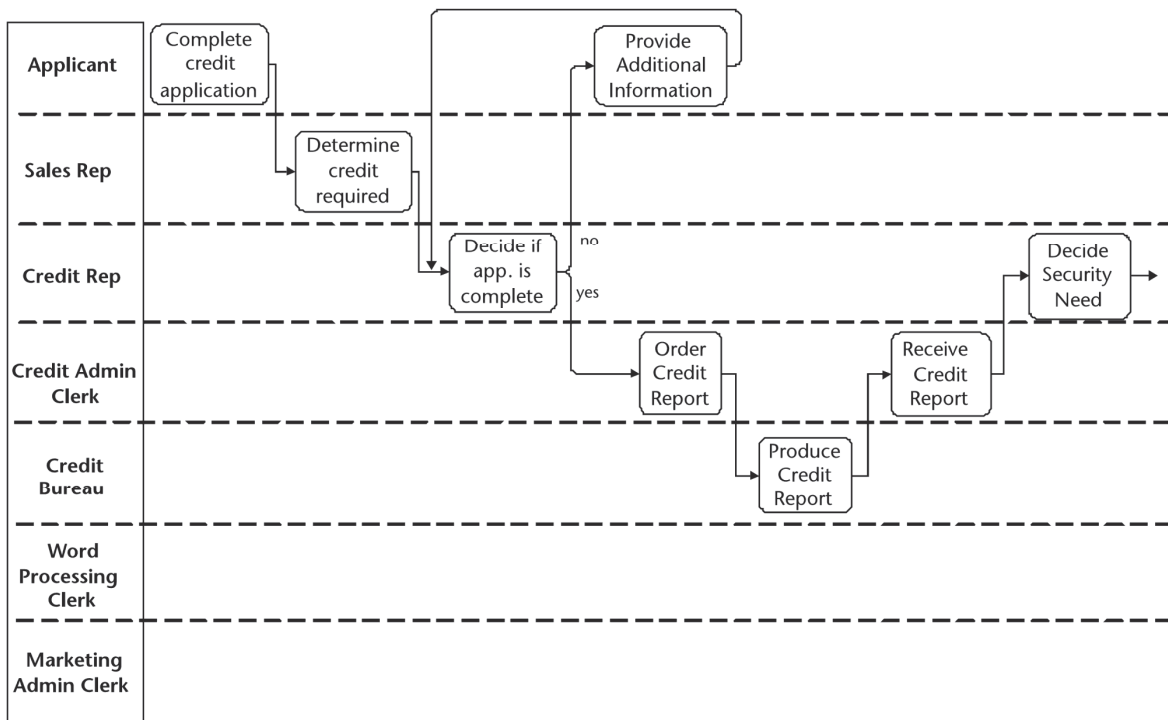 Applicant
Complete
credit
application
Provide
Additional
Information
Sales Rep
Determine
credit
required
Credit Rep
Decide if
app. is
complete
no
yes
Decide
Security
Need
Credit Admin
Clerk
Order
Credit
Report
Receive
Credit
Report
Credit
Bureau
Produce
Credit
Report
Word
Processing
Clerk
Marketing
Admin Clerk